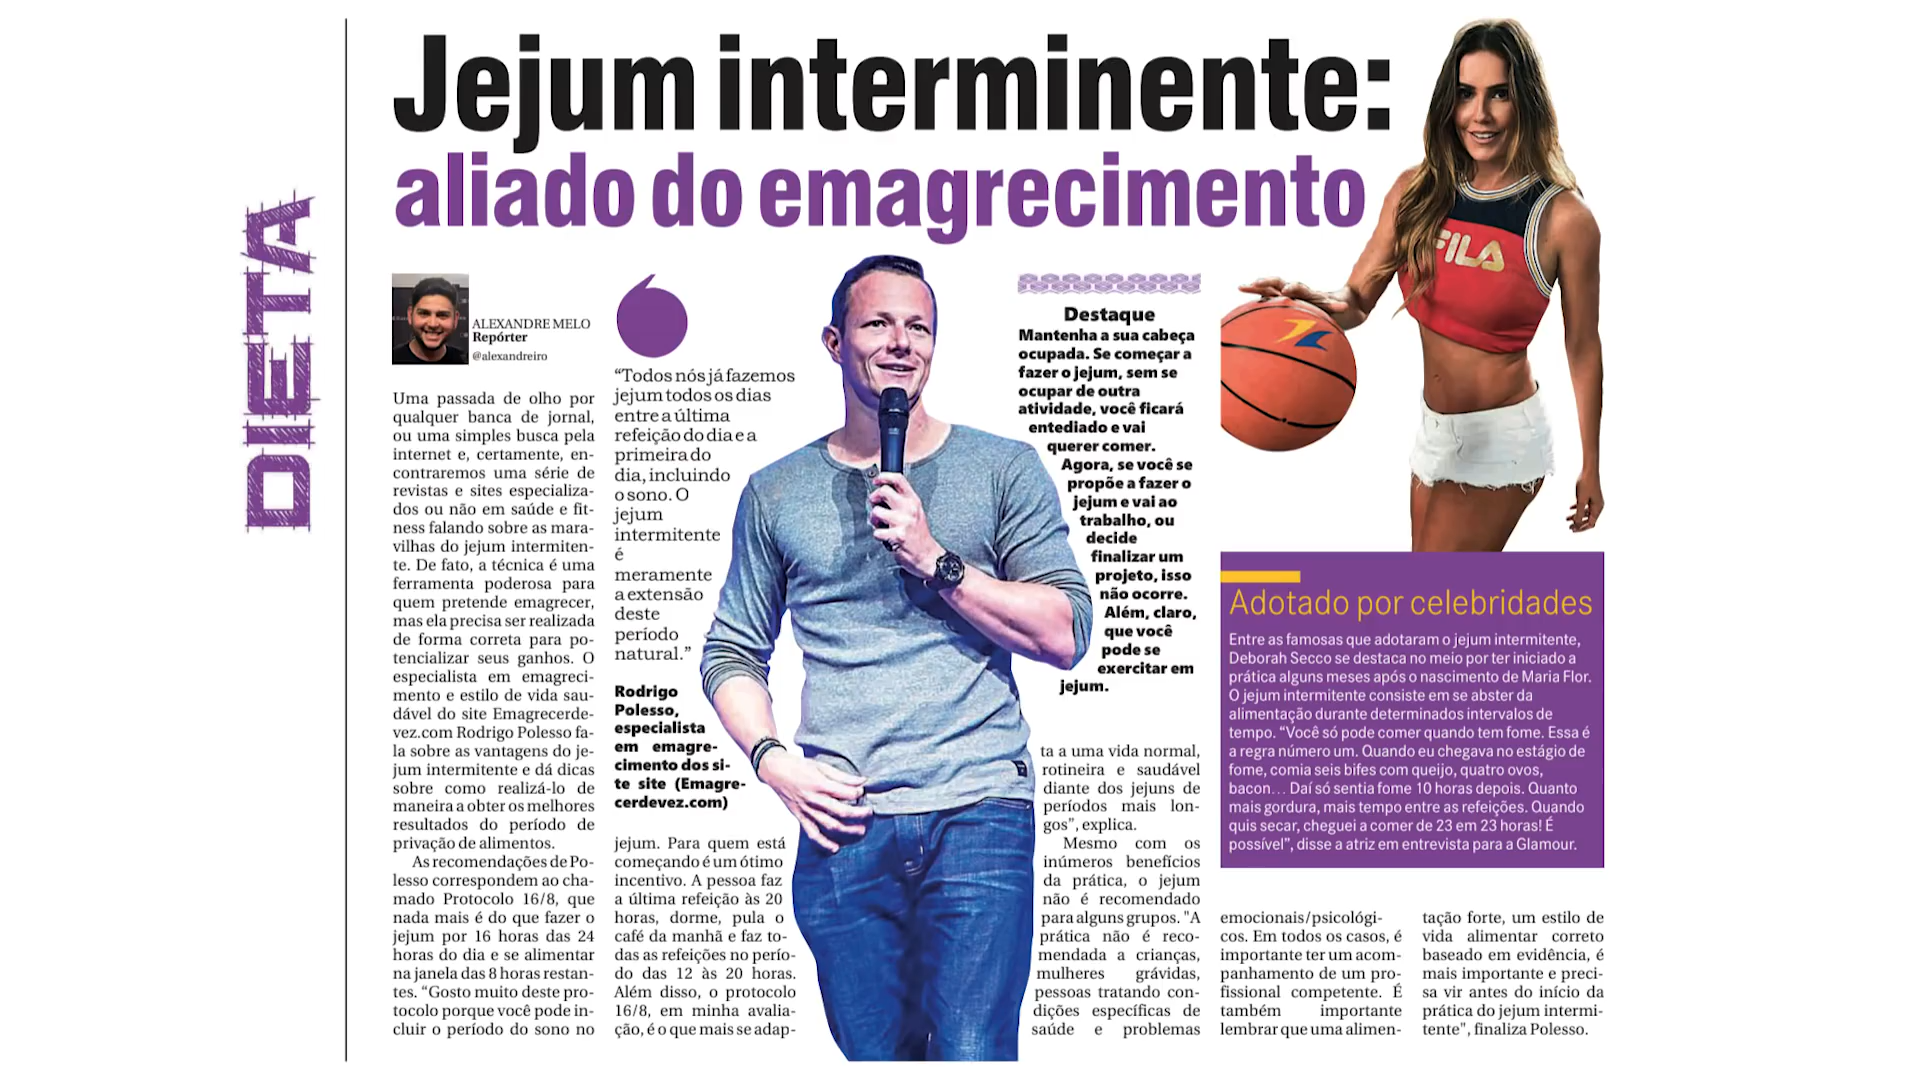 DIETA
Jejum interminente:
aliado do emagrecimento
ALEXANDRE MELO
Repórter
@alexandreiro
Uma passada de olho por
qualquer banca de jornal,
ou uma simples busca pela
internet e, certamente, en-
contraremos uma série de
revistas e sites especializa-
dos ou não em saúde e fit-
ness falando sobre as mara-
vilhas do jejum intermiten-
te. De fato, a técnica é uma
ferramenta poderosa para
quem pretende emagrecer,
mas ela precisa ser realizada
de forma correta para po-
tencializar seus ganhos. O
especialista em emagreci-
mento e estilo de vida sau-
dável do site Emagrecerde-
vez.com Rodrigo Polesso fa-
la sobre as vantagens do je-
jum intermitente e dá dicas
sobre como realizá-lo de
maneira a obter os melhores
resultados do período de
privação de alimentos.
As recomendações de Po-
lesso correspondem ao cha-
mado Protocolo 16/8, que
nada mais é do que fazer o
jejum por 16 horas das 24
horas do dia e se alimentar
na janela das 8 horas restan-
tes. “Gosto muito deste pro-
tocolo porque você pode in-
cluir o período do sono no
“Todos nós já fazemos
jejum todos os dias
entre a última
refeição do dia e a
primeira do
dia, incluindo
o sono. O
jejum
intermitente
é
meramente
a extensão
deste
período
natural.”
Rodrigo
Polesso,
especialista
em emagre-
cimento dos si-
te site (Emagre-
cerdevez.com)
jejum. Para quem está
começando é um ótimo
incentivo. A pessoa faz
a última refeição às 20
horas, dorme, pula o
café da manhã e faz to-
das as refeições no perío-
do das 12 às 20 horas.
Além disso, o protocolo
16/8, em minha avalia-
ção, é o que mais se adap-
Destaque
Mantenha a sua cabeça
ocupada. Se começar a
fazer o jejum, sem se
ocupar de outra
atividade, você ficará
entediado e vai
querer comer.
Agora, se você se
propõe a fazer o
jejum e vai ao
trabalho, ou
decide
finalizar um
projeto, isso
não ocorre.
Além, claro,
que você
pode se
exercitar em
jejum.
ta a uma vida normal,
rotineira e saudável
diante dos jejuns de
períodos mais lon-
gos", explica.
Mesmo com os
inúmeros benefícios
da prática, o jejum
não é recomendado
para alguns grupos. "A
prática não é reco-
mendada a crianças,
mulheres grávidas,
pessoas tratando con-
dições específicas de
saúde e problemas
FILA
Adotado por celebridades
Entre as famosas que adotaram o jejum intermitente,
Deborah Secco se destaca no meio por ter iniciado a
prática alguns meses após o nascimento de Maria Flor.
O jejum intermitente consiste em se abster da
alimentação durante determinados intervalos de
tempo. “Você só pode comer quando tem fome. Essa é
a regra número um. Quando eu chegava no estágio de
fome, comia seis bifes com queijo, quatro ovos,
bacon… Daí só sentia fome 10 horas depois. Quanto
mais gordura, mais tempo entre as refeições. Quando
quis secar, cheguei a comer de 23 em 23 horas! É
possível”, disse a atriz em entrevista para a Glamour.
emocionais/psicológi-
cos. Em todos os casos, é
importante ter um acom-
panhamento de um pro-
fissional competente. É
também importante
lembrar que uma alimen-
tação forte, um estilo de
vida alimentar correto
baseado em evidência, é
mais importante e preci-
sa vir antes do início da
prática do jejum intermi-
tente", finaliza Polesso.